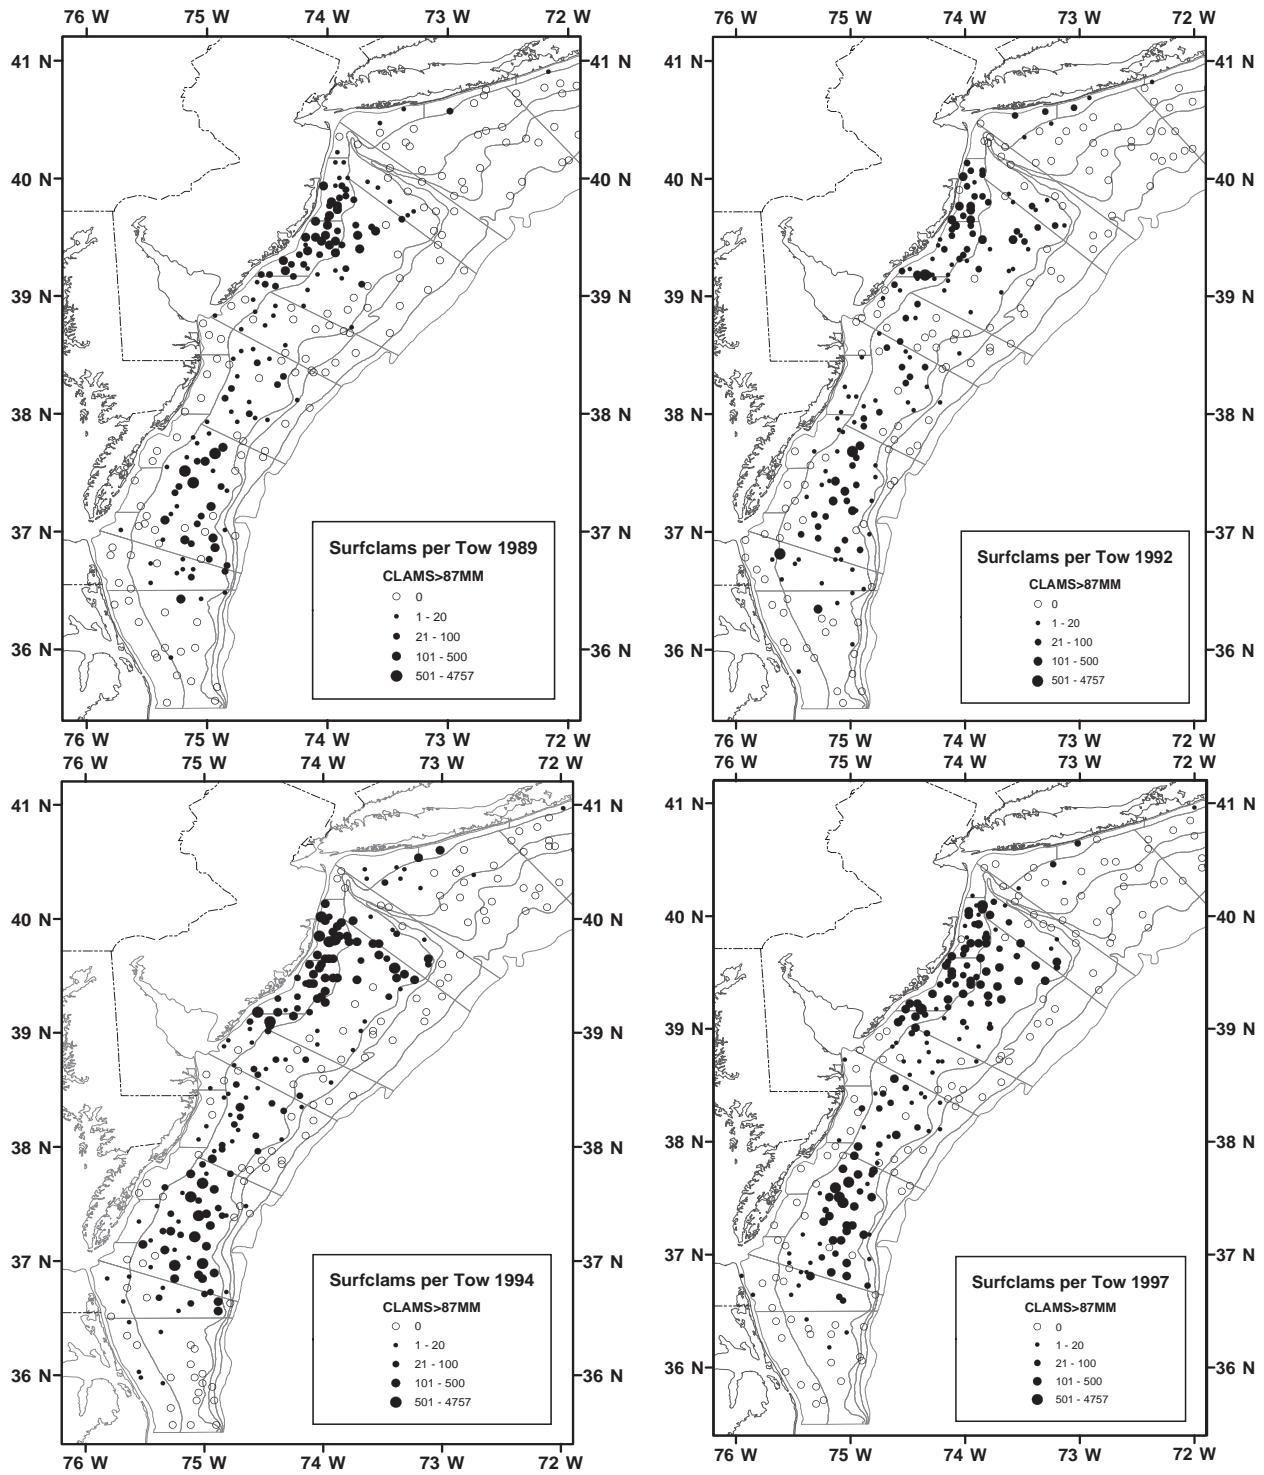 76 W 75 W 74 W 73 W 72 W
41 N 41 N
40 N 40 N
39 N 39 N
38 N 38 N
37 N 37 N
36 N 36 N
Surfclams per Tow 1989
CLAMS>87MM
0
1 - 20
21 - 100
101 - 500
501 - 4757
76 W 75 W 74 W 73 W 72 W
76 W 75 W 74 W 73 W 72 W
41 N 41 N
40 N 40 N
39 N 39 N
38 N 38 N
37 N 37 N
36 N 36 N
Surfclams per Tow 1992
CLAMS>87MM
0
1 - 20
21 - 100
101 - 500
501 - 4757
76 W 75 W 74 W 73 W 72 W
76 W 75 W 74 W 73 W 72 W
41 N 41 N
40 N 40 N
39 N 39 N
38 N 38 N
37 N 37 N
36 N 36 N
Surfclams per Tow 1994
CLAMS>87MM
0
1 - 20
21 - 100
101 - 500
501 - 4757
76 W 75 W 74 W 73 W 72 W
76 W 75 W 74 W 73 W 72 W
41 N 41 N
40 N 40 N
39 N 39 N
38 N 38 N
37 N 37 N
36 N 36 N
Surfclams per Tow 1997
CLAMS>87MM
0
1 - 20
21 - 100
101 - 500
501 - 4757
76 W 75 W 74 W 73 W 72 W